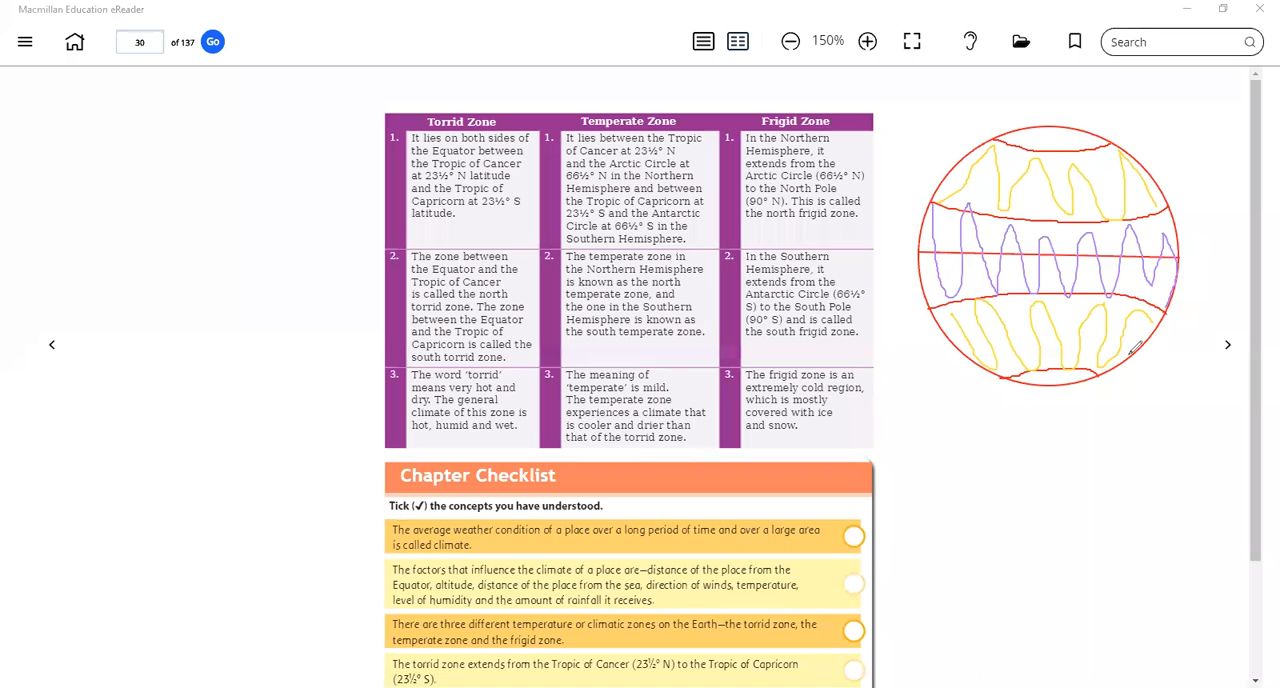 Macmillan Education eReader
30 of 137 Go
150%
Search
Torrid Zone Temperate Zone Frigid Zone
1. It lies on both sides of
the Equator between
the Tropic of Cancer
at 23½° N latitude
and the Tropic of
Capricorn at 23½° S
latitude.
1. It lies between the Tropic
of Cancer at 23½° N
and the Arctic Circle at
66½° N in the Northern
Hemisphere and between
the Tropic of Capricorn at
23½° S and the Antarctic
Circle at 66½° S in the
Southern Hemisphere.
1. In the Northern
Hemisphere, it
extends from the
Arctic Circle (66½° N)
to the North Pole
(90° N). This is called
the north frigid zone.
2. The zone between
the Equator and the
Tropic of Cancer
is called the north
torrid zone. The zone
between the Equator
and the Tropic of
Capricorn is called the
south torrid zone.
2. The temperate zone in
the Northern Hemisphere
is known as the north
temperate zone, and
the one in the Southern
Hemisphere is known as
the south temperate zone.
2. In the Southern
Hemisphere, it
extends from the
Antarctic Circle (66½°
S) to the South Pole
(90° S) and is called
the south frigid zone.
3. The word ‘torrid’
means very hot and
dry. The general
climate of this zone is
hot, humid and wet.
3. The meaning of
‘temperate’ is mild.
The temperate zone
experiences a climate that
is cooler and drier than
that of the torrid zone.
3. The frigid zone is an
extremely cold region,
which is mostly
covered with ice
and snow.
Chapter Checklist
Tick (✓) the concepts you have understood.
The average weather condition of a place over a long period of time and over a large area
is called climate.
The factors that influence the climate of a place are—distance of the place from the
Equator, altitude, distance of the place from the sea, direction of winds, temperature,
level of humidity and the amount of rainfall it receives.
There are three different temperature or climatic zones on the Earth—the torrid zone, the
temperate zone and the frigid zone.
The torrid zone extends from the Tropic of Cancer (23½° N) to the Tropic of Capricorn
(23½° S).